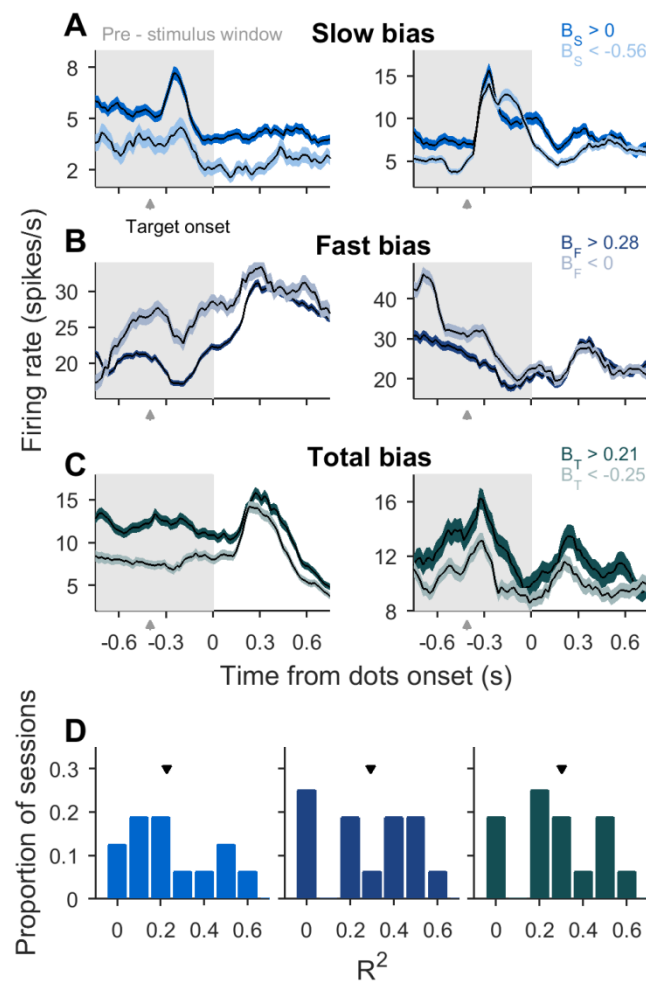 A
Pre - stimulus window
Slow bias
B_S > 0
B_S < -0.56
8
5
2
15
10
5
Target onset
B
Fast bias
B_F > 0.28
B_F < 0
Firing rate (spikes/s)
30
25
20
40
30
20
C
Total bias
B_T > 0.21
B_T < -0.25
15
10
5
16
12
8
-0.6 -0.3 0 0.3 0.6
-0.6 -0.3 0 0.3 0.6
Time from dots onset (s)
D
Proportion of sessions
0.3
0.2
0.1
0
0 0.2 0.4 0.6
0 0.2 0.4 0.6
0 0.2 0.4 0.6
R²